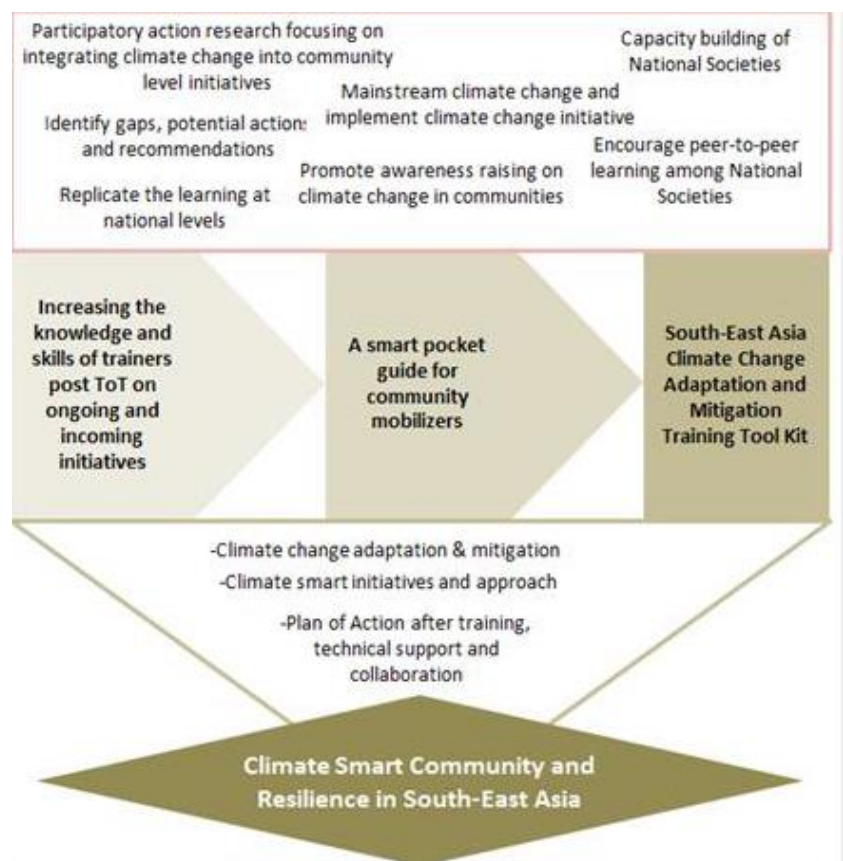 Participatory action research focusing on
integrating climate change into community
level initiatives
Capacity building of
National Societies
Mainstream climate change and
implement climate change initiative
Identify gaps, potential action:
and recommendations
Encourage peer-to-peer
learning among National
Societies
Promote awareness raising on
climate change in communities
Replicate the learning at
national levels
Increasing the
knowledge and
skills of trainers
post ToT on
ongoing and
incoming
initiatives
A smart pocket
guide for
community
mobilizers
South-East Asia
Climate Change
Adaptation and
Mitigation
Training Tool Kit
-Climate change adaptation & mitigation
-Climate smart initiatives and approach
-Plan of Action after training,
technical support and
collaboration
Climate Smart Community and
Resilience in South-East Asia